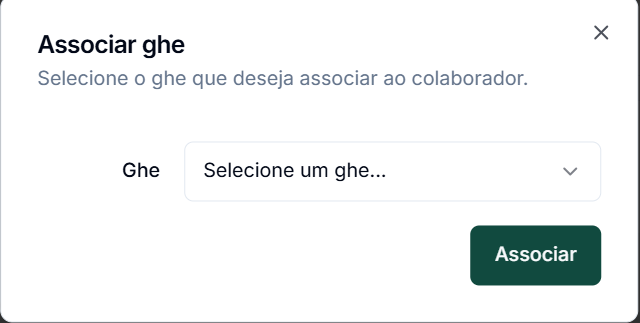 Associar ghe
Selecione o ghe que deseja associar ao colaborador.
Ghe
Selecione um ghe...
Associar